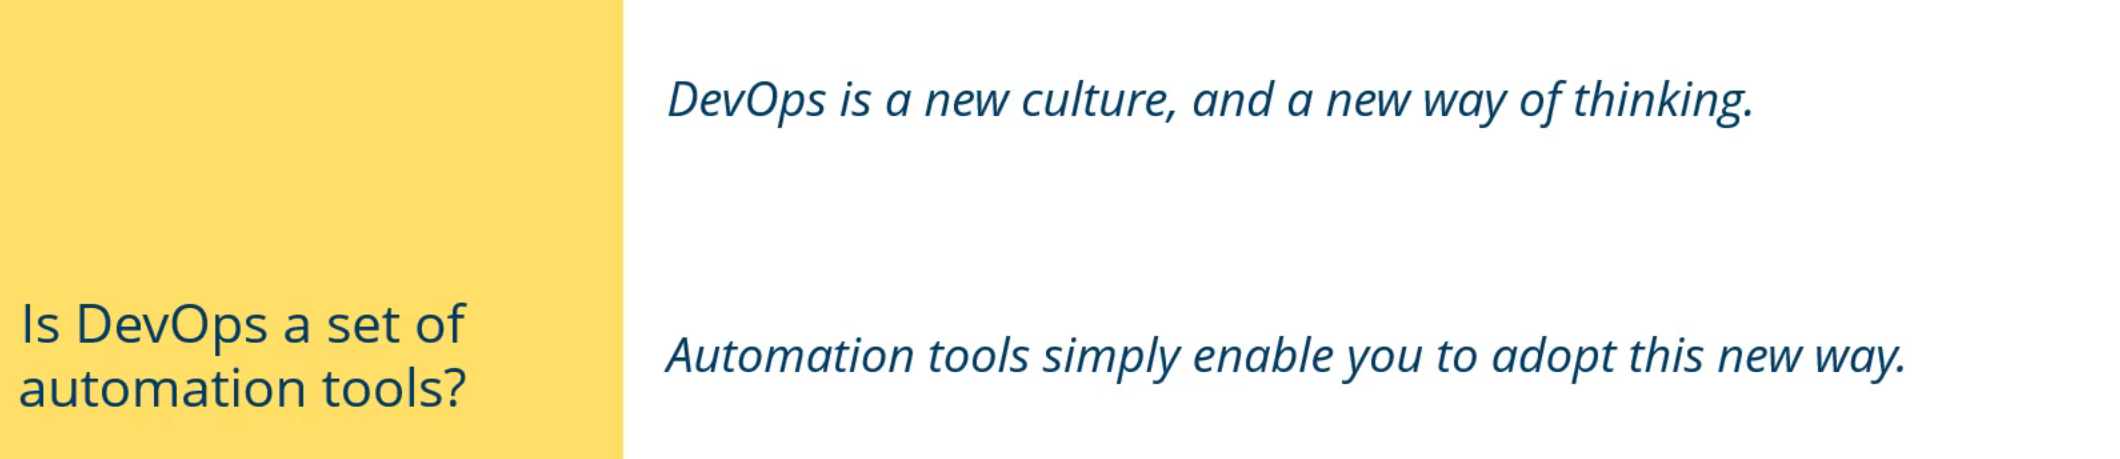 Is DevOps a set of
automation tools?
DevOps is a new culture, and a new way of thinking.
Automation tools simply enable you to adopt this new way.